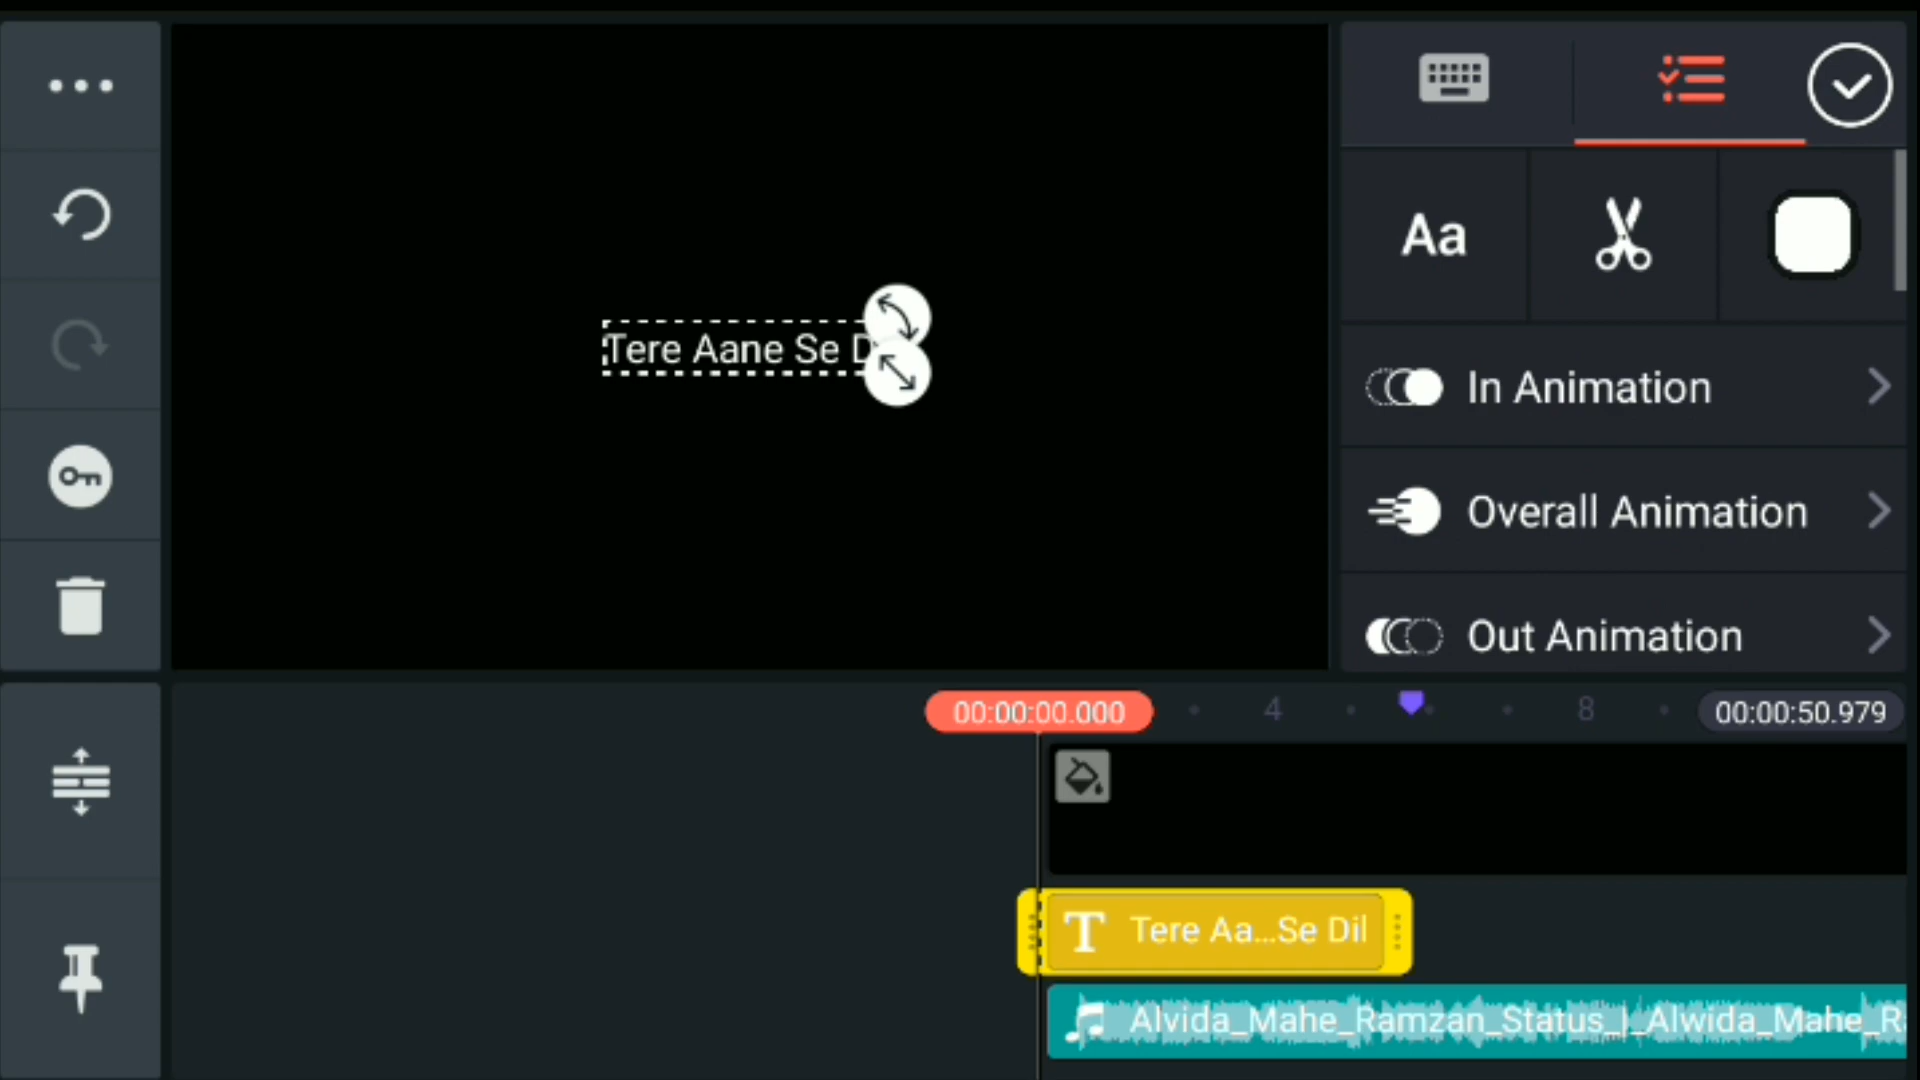 Tere Aane Se D
Aa
In Animation
Overall Animation
Out Animation
00:00:00.000
4
8
00:00:50.979
T Tere Aa...Se Dil
Alvida_Mahe_Ramzan_Status_|_Alwida_Mahe_R